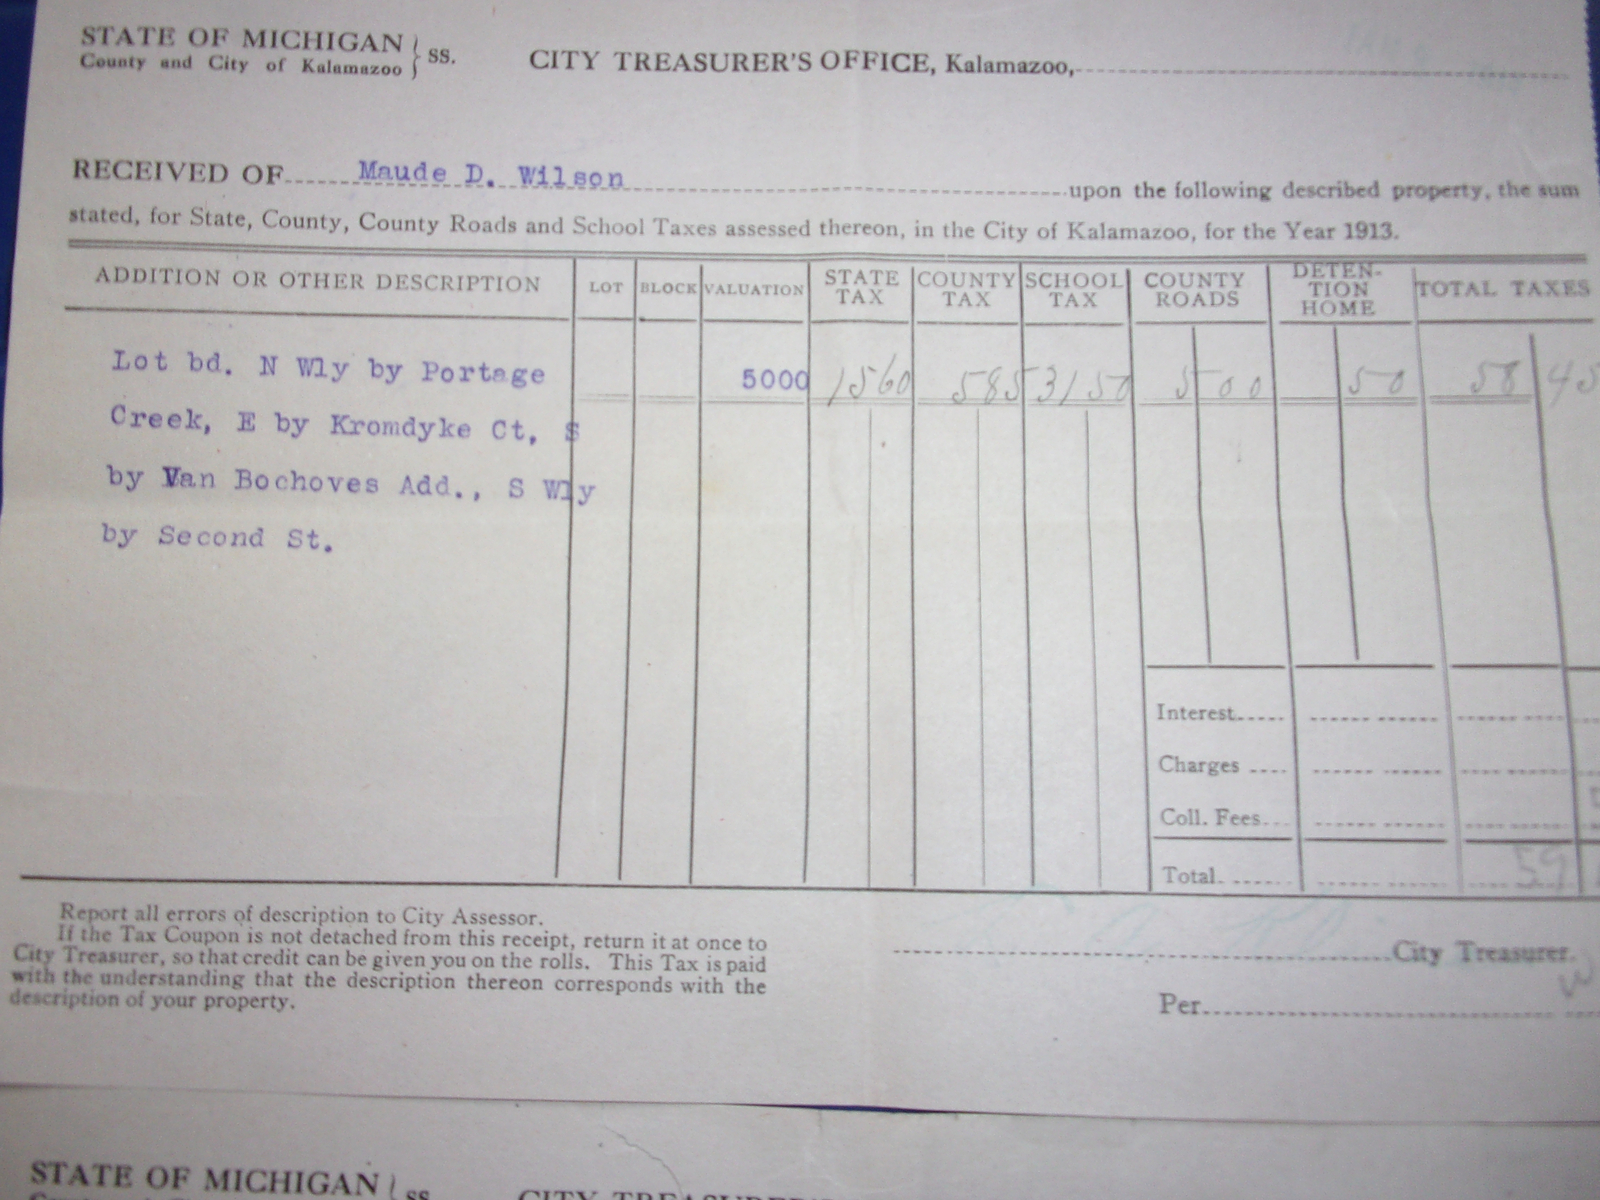 STATE OF MICHIGAN } SS. CITY TREASURER'S OFFICE, Kalamazoo,
County and City of Kalamazoo
RECEIVED OF Maude D. Wilson upon the following described property, the sum
stated, for State, County, County Roads and School Taxes assessed thereon, in the City of Kalamazoo, for the Year 1913.
ADDITION OR OTHER DESCRIPTION LOT BLOCK VALUATION STATE TAX COUNTY TAX SCHOOL TAX COUNTY ROADS DETENTION HOME TOTAL TAXES
Lot bd. N Wly by Portage 5000 15 60 5 85 31 50 5 00 50 58 45
Creek, E by Kromdyke Ct, S
by Van Bochoves Add., S Wly
by Second St.
Interest
Charges
Coll. Fees
Total 59
Report all errors of description to City Assessor.
If the Tax Coupon is not detached from this receipt, return it at once to
City Treasurer, so that credit can be given you on the rolls. This Tax is paid
with the understanding that the description thereon corresponds with the
description of your property.
City Treasurer.
Per
STATE OF MICHIGAN } SS. CITY TREASURER'S